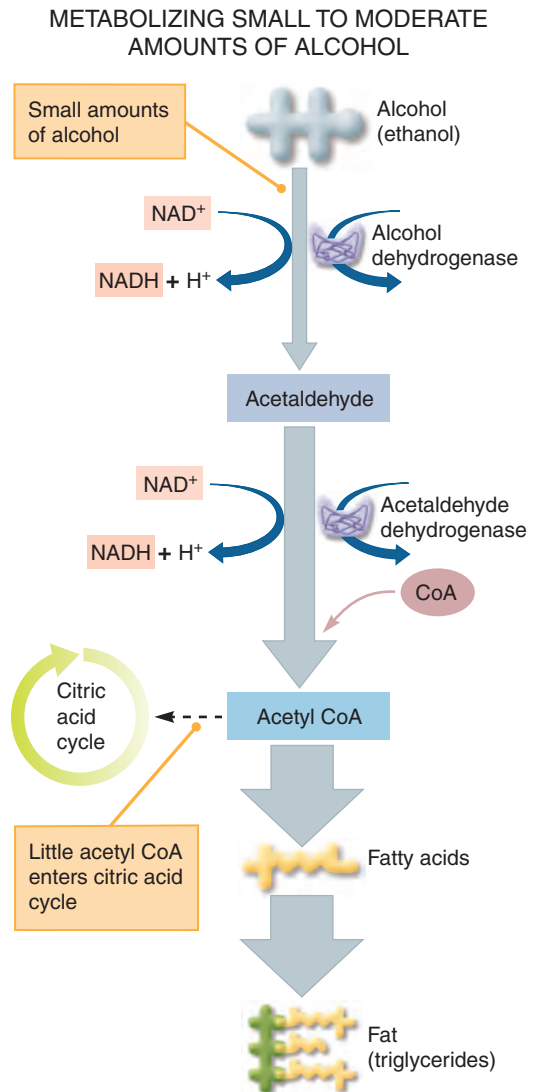 METABOLIZING SMALL TO MODERATE
AMOUNTS OF ALCOHOL
Small amounts
of alcohol
Alcohol
(ethanol)
NAD⁺
NADH + H⁺
Alcohol
dehydrogenase
Acetaldehyde
NAD⁺
NADH + H⁺
Acetaldehyde
dehydrogenase
CoA
Citric
acid
cycle
Acetyl CoA
Little acetyl CoA
enters citric acid
cycle
Fatty acids
Fat
(triglycerides)